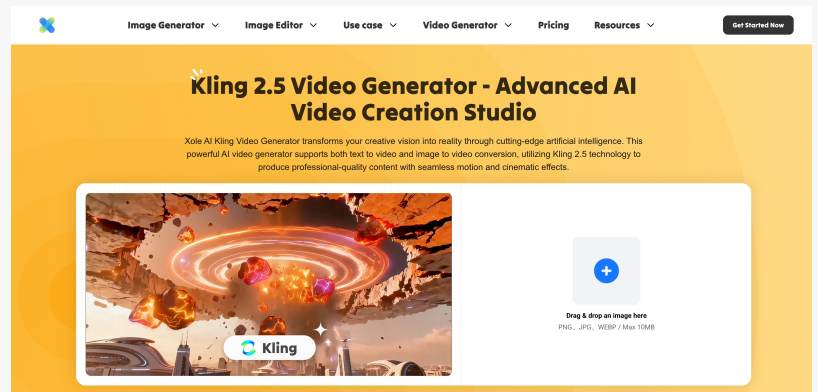 Image Generator
Image Editor
Use case
Video Generator
Pricing
Resources
Get Started Now
Kling 2.5 Video Generator - Advanced AI
Video Creation Studio
Xole AI Kling Video Generator transforms your creative vision into reality through cutting-edge artificial intelligence. This
powerful AI video generator supports both text to video and image to video conversion, utilizing Kling 2.5 technology to
produce professional-quality content with seamless motion and cinematic effects.
Kling
Drag & drop an image here
PNG、JPG、WEBP / Max 10MB